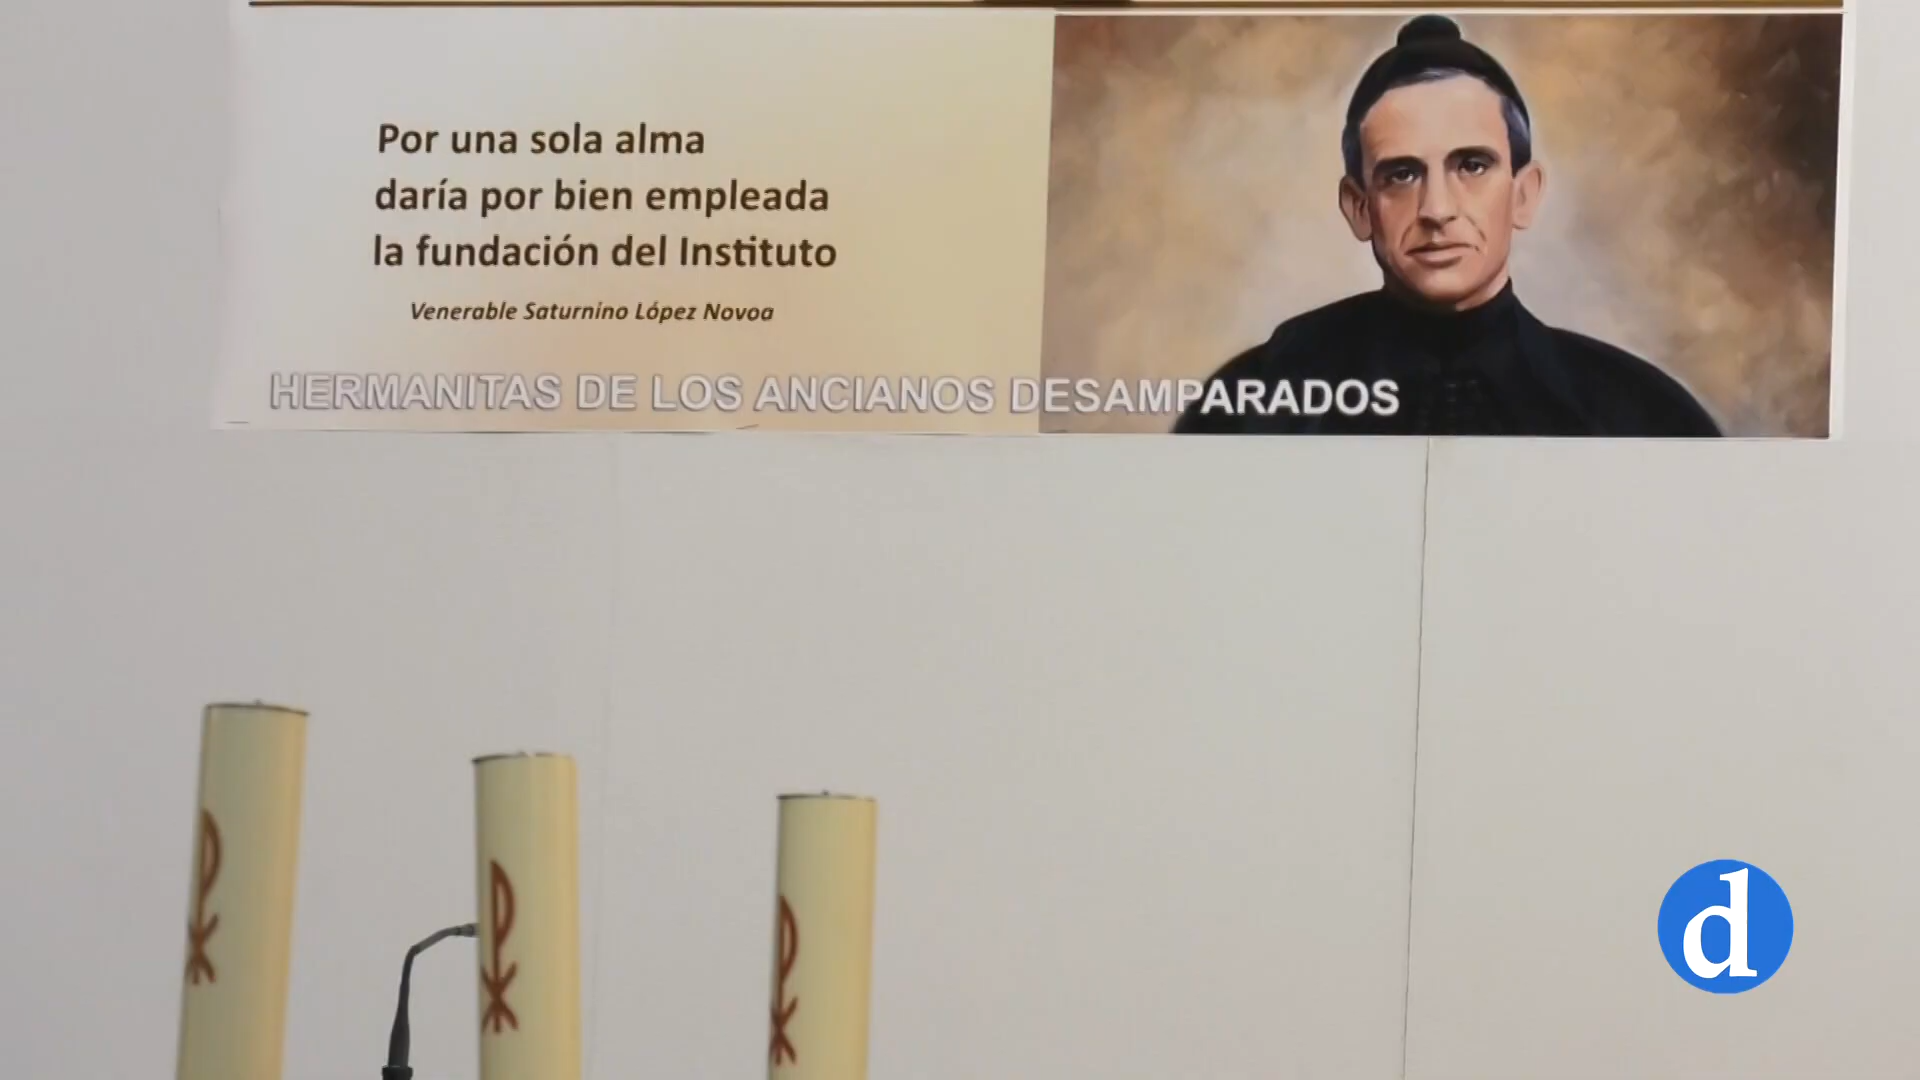 Por una sola alma
daría por bien empleada
la fundación del Instituto
Venerable Saturnino López Novoa
HERMANITAS DE LOS ANCIANOS DESAMPARADOS
d